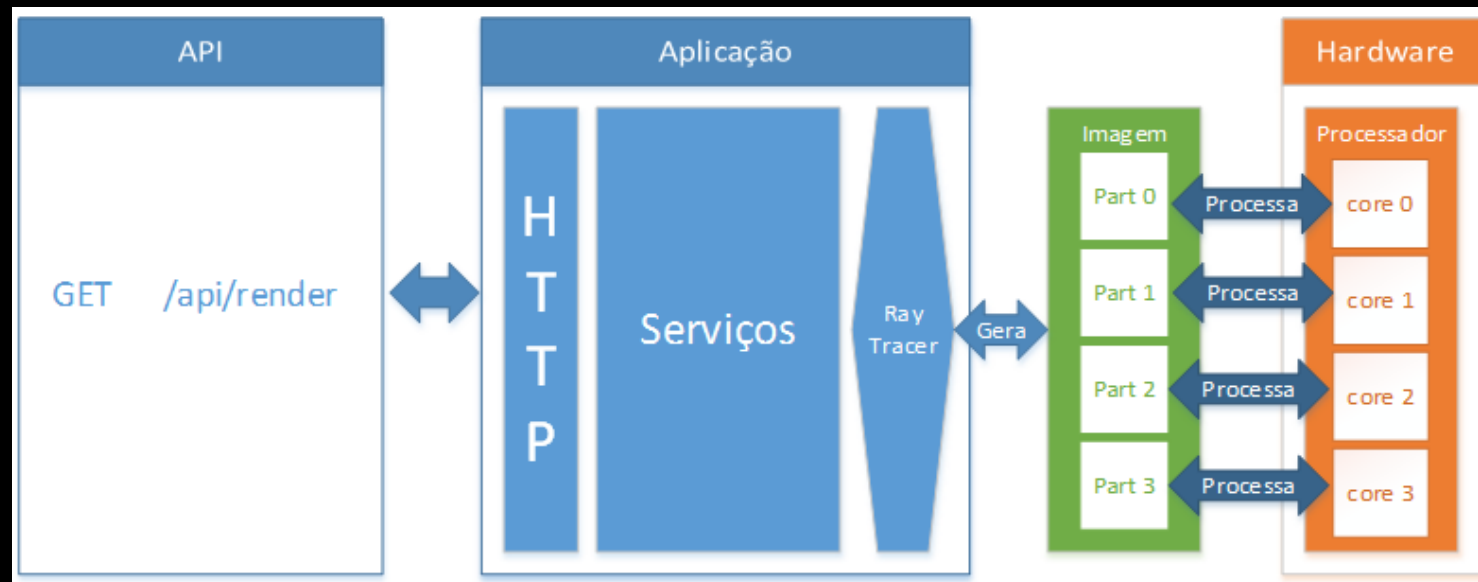 API
GET /api/render
Aplicação
H
T
T
P
Serviços
Ray
Tracer
Gera
Imagem
Part 0
Part 1
Part 2
Part 3
Processa
Processa
Processa
Processa
Hardware
Processador
core 0
core 1
core 2
core 3